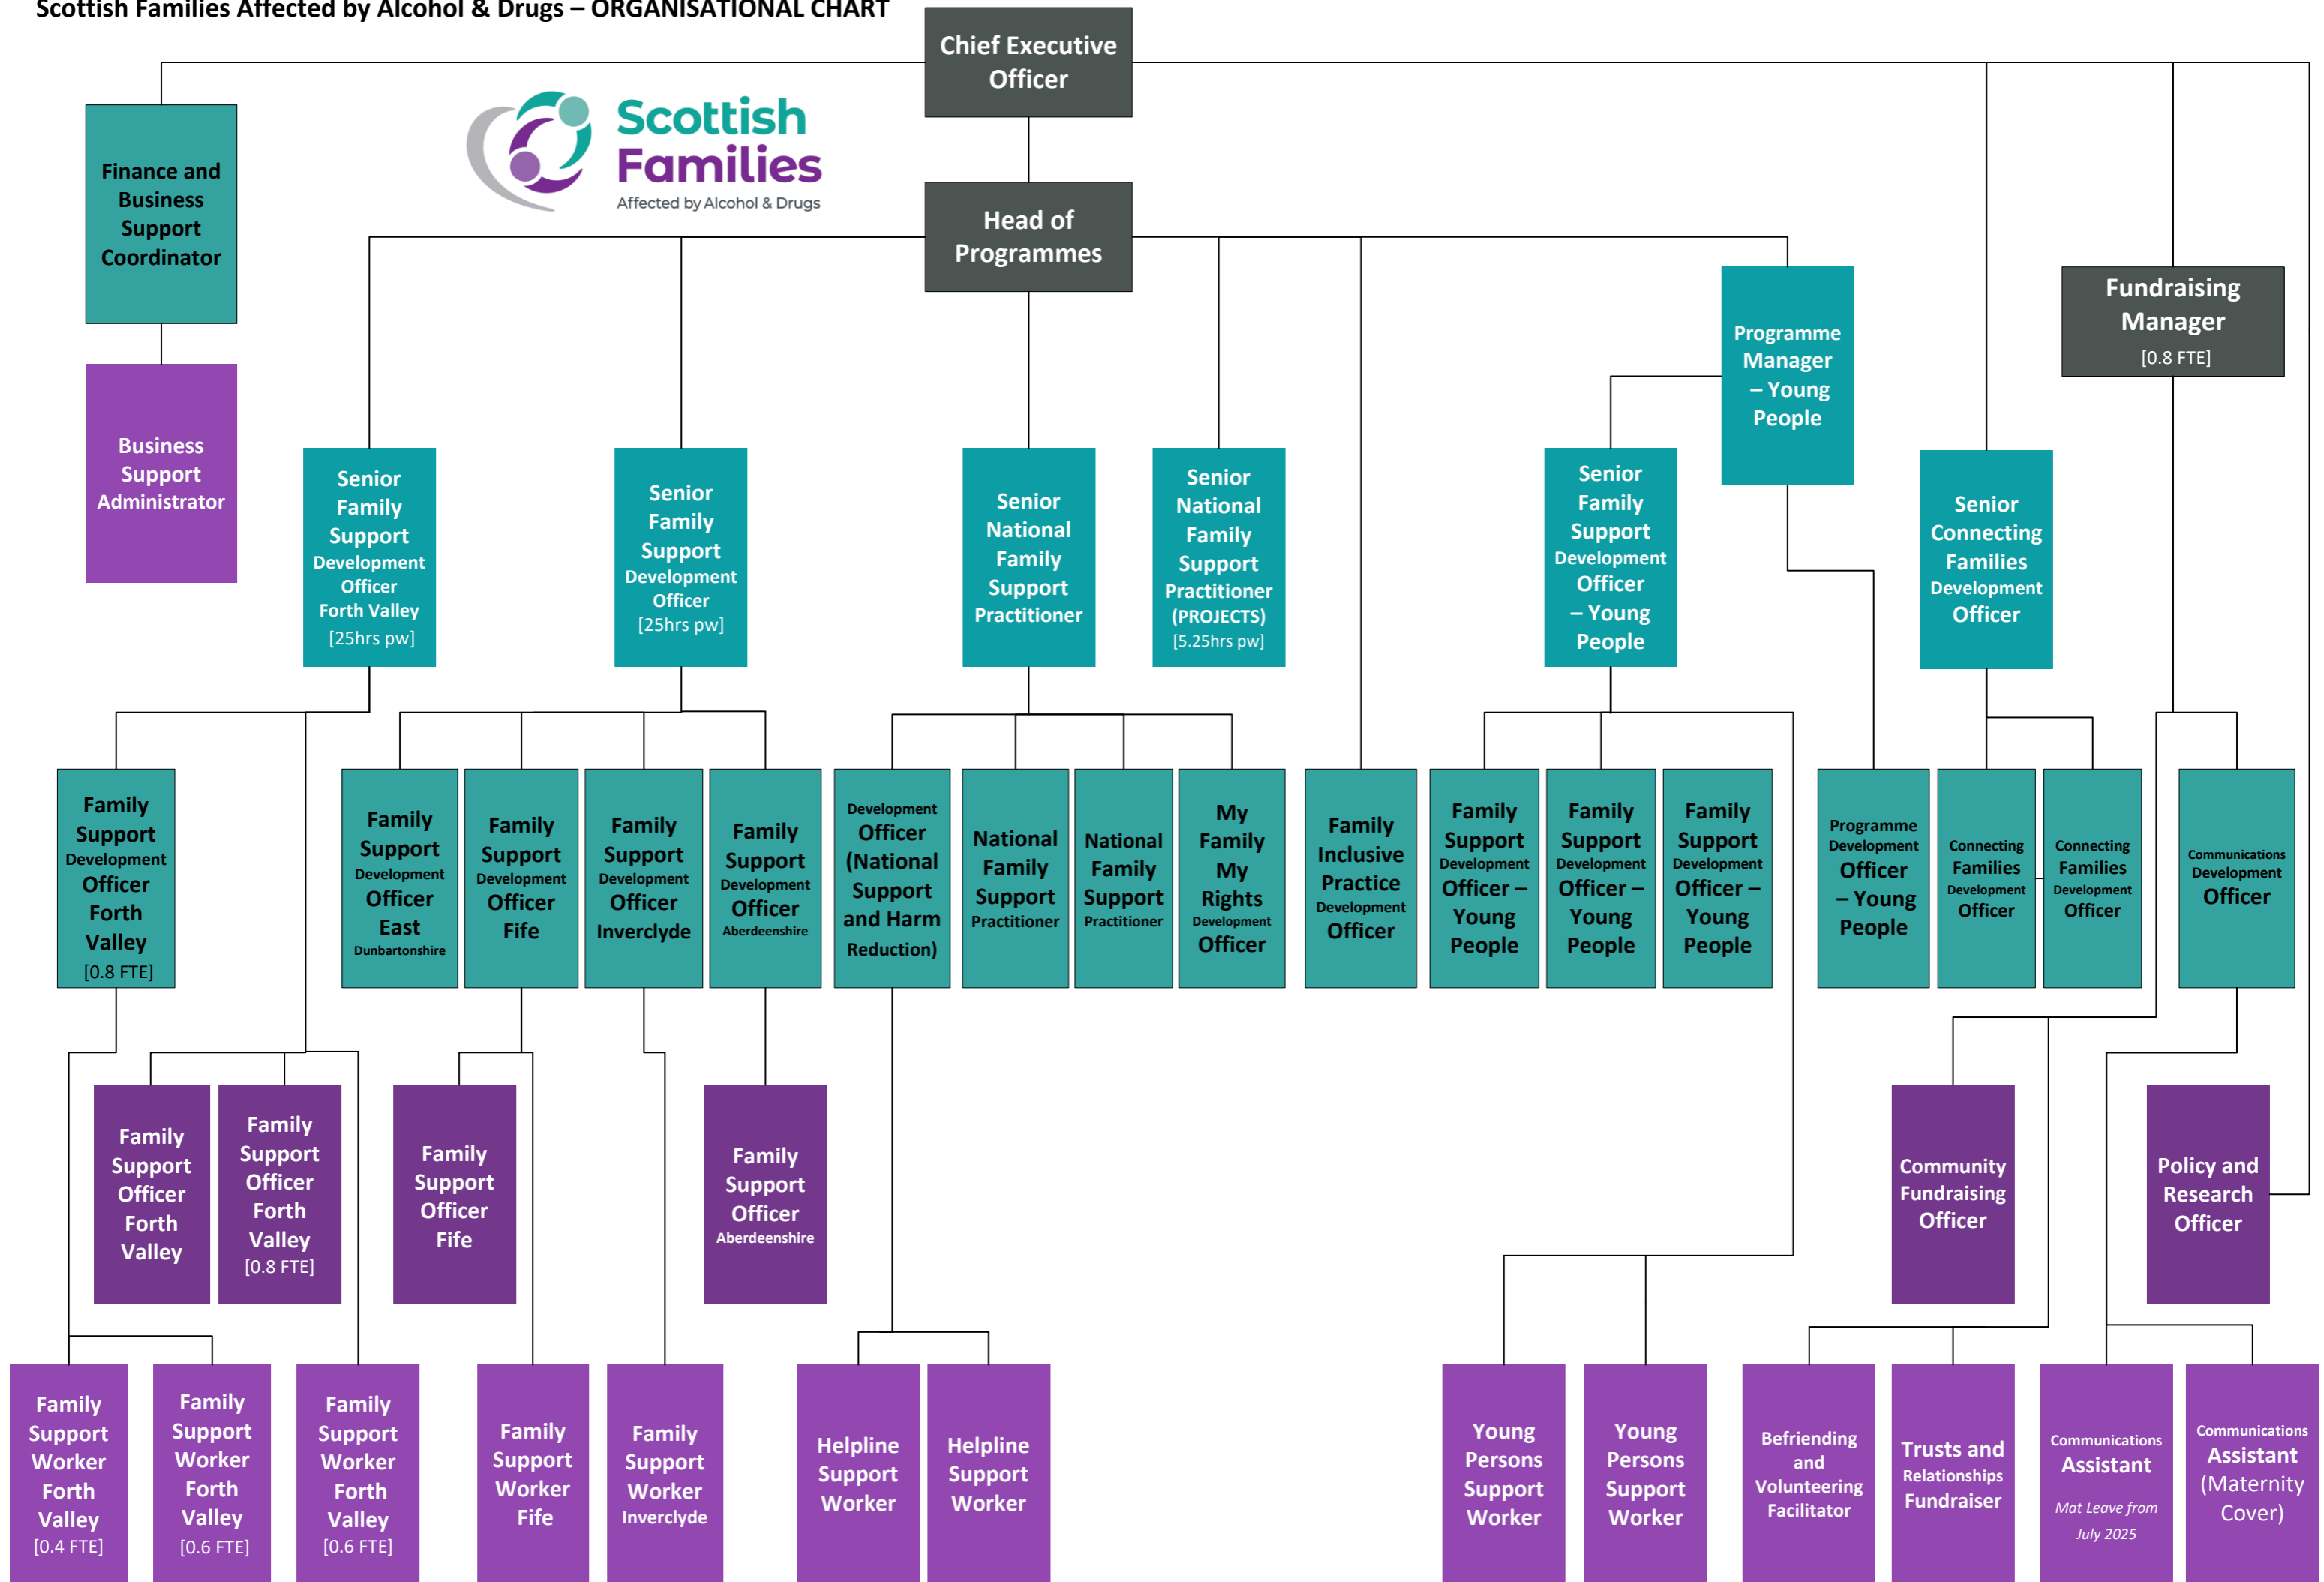 Scottish Families Affected by Alcohol & Drugs – ORGANISATIONAL CHART
Chief Executive
Officer
Scottish
Families
Affected by Alcohol & Drugs
Finance and
Business
Support
Coordinator
Head of
Programmes
Fundraising
Manager
[0.8 FTE]
Programme
Manager
– Young
People
Business
Support
Administrator
Senior
Family
Support
Development
Officer
Forth Valley
[25hrs pw]
Senior
Family
Support
Development
Officer
[25hrs pw]
Senior
National
Family
Support
Practitioner
Senior
National
Family
Support
Practitioner
(PROJECTS)
[5.25hrs pw]
Senior
Family
Support
Development
Officer
– Young
People
Senior
Connecting
Families
Development
Officer
Family
Support
Development
Officer
Forth
Valley
[0.8 FTE]
Family
Support
Development
Officer
East
Dunbartonshire
Family
Support
Development
Officer
Fife
Family
Support
Development
Officer
Inverclyde
Family
Support
Development
Officer
Aberdeenshire
Development
Officer
(National
Support
and Harm
Reduction)
National
Family
Support
Practitioner
National
Family
Support
Practitioner
My
Family
My
Rights
Development
Officer
Family
Inclusive
Practice
Development
Officer
Family
Support
Development
Officer –
Young
People
Family
Support
Development
Officer –
Young
People
Family
Support
Development
Officer –
Young
People
Programme
Development
Officer
– Young
People
Connecting
Families
Development
Officer
Connecting
Families
Development
Officer
Communications
Development
Officer
Family
Support
Officer
Forth
Valley
Family
Support
Officer
Forth
Valley
[0.8 FTE]
Family
Support
Officer
Fife
Family
Support
Officer
Aberdeenshire
Community
Fundraising
Officer
Policy and
Research
Officer
Family
Support
Worker
Forth
Valley
[0.4 FTE]
Family
Support
Worker
Forth
Valley
[0.6 FTE]
Family
Support
Worker
Forth
Valley
[0.6 FTE]
Family
Support
Worker
Fife
Family
Support
Worker
Inverclyde
Helpline
Support
Worker
Helpline
Support
Worker
Young
Persons
Support
Worker
Young
Persons
Support
Worker
Befriending
and
Volunteering
Facilitator
Trusts and
Relationships
Fundraiser
Communications
Assistant
Mat Leave from
July 2025
Communications
Assistant
(Maternity
Cover)